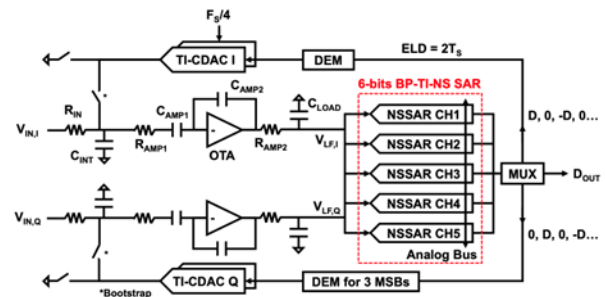 F_S/4
TI-CDAC I
DEM
ELD = 2T_S
6-bits BP-TI-NS SAR
*
C_AMP2
C_AMP1
C_LOAD
R_IN
V_IN,I
C_INT
R_AMP1
OTA
R_AMP2
V_LF,I
NSSAR CH1
NSSAR CH2
NSSAR CH3
NSSAR CH4
NSSAR CH5
Analog Bus
D, 0, -D, 0...
MUX
D_OUT
0, D, 0, -D...
V_IN,Q
V_LF,Q
*
TI-CDAC Q
DEM for 3 MSBs
*Bootstrap